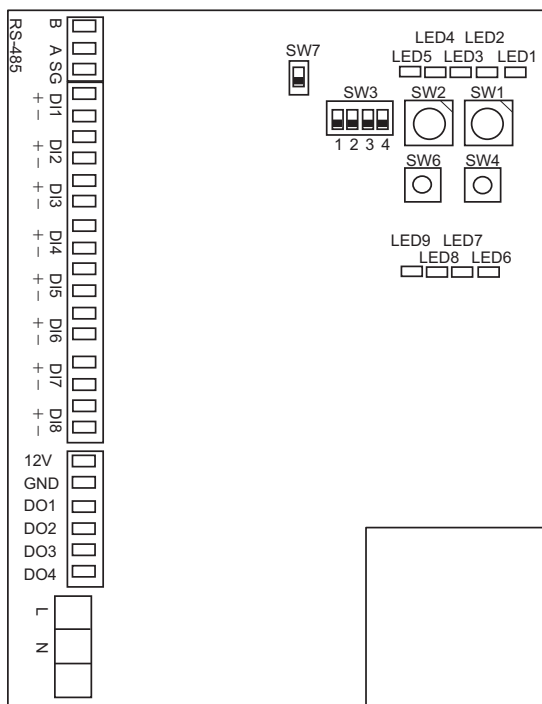 RS-485
B
A
SG
+ − DI1
+ − DI2
+ − DI3
+ − DI4
+ − DI5
+ − DI6
+ − DI7
+ − DI8
12V
GND
DO1
DO2
DO3
DO4
L
N
SW7
SW3
1 2 3 4
LED4 LED2
LED5 LED3 LED1
SW2 SW1
SW6 SW4
LED9 LED7
LED8 LED6